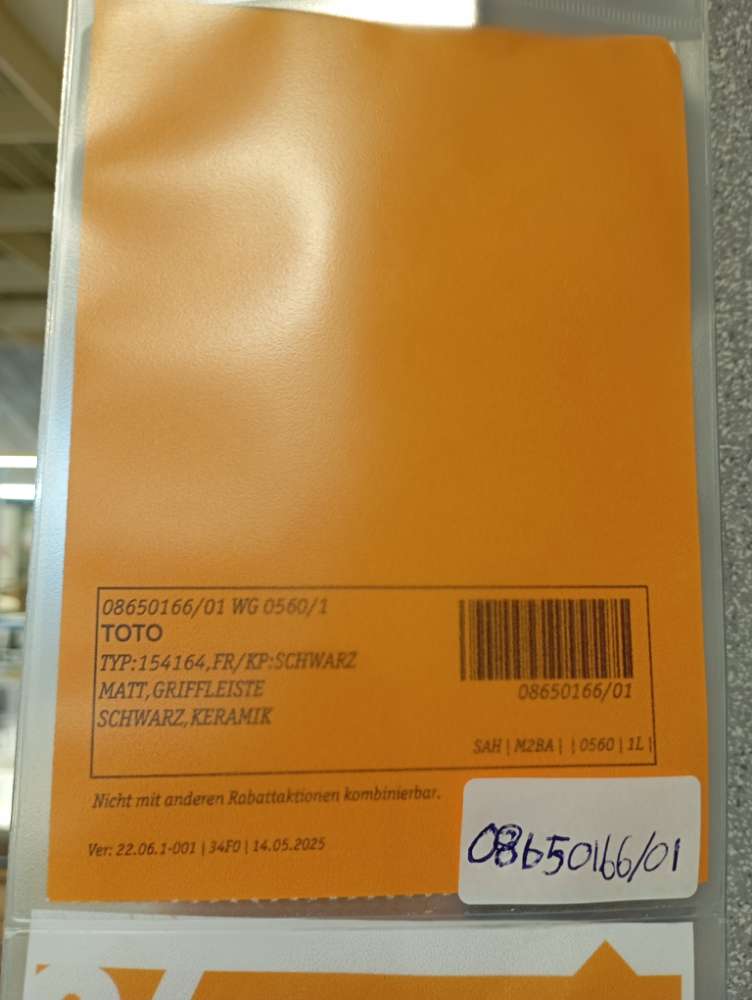 08650166/01 WG 0560/1
TOTO
TYP:154164,FR/KP:SCHWARZ
MATT,GRIFFLEISTE
SCHWARZ,KERAMIK
08650166/01
SAH | M2BA | | 0560 | 1L |
Nicht mit anderen Rabattaktionen kombinierbar.
Ver: 22.06.1-001 | 34F0 | 14.05.2025
08650166/01